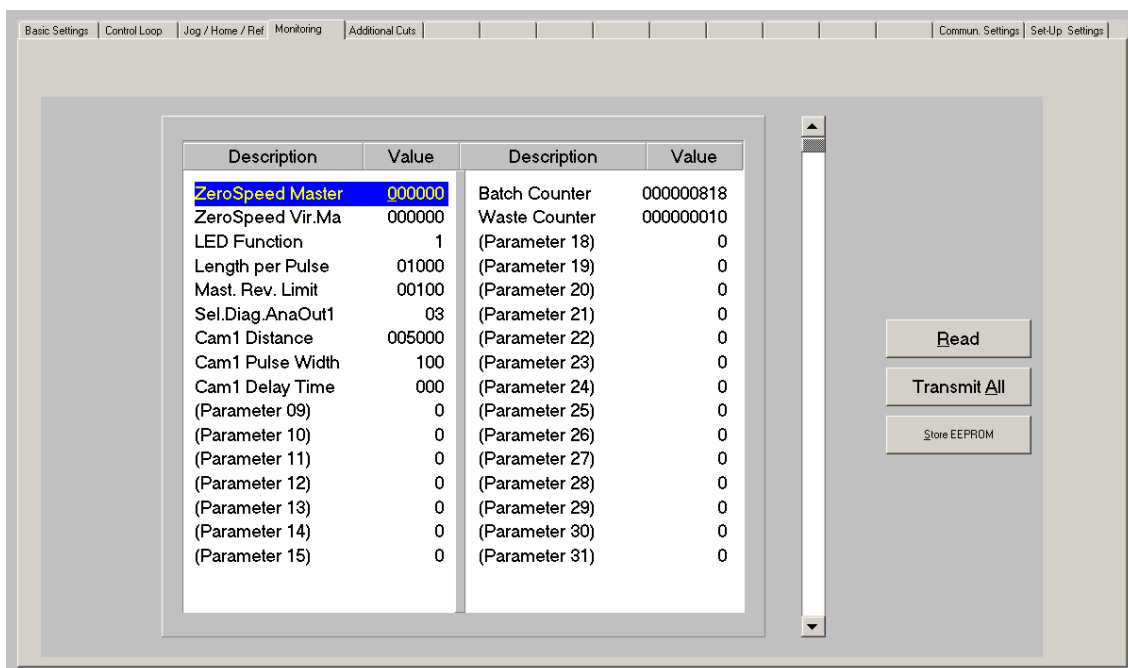 Basic Settings Control Loop Jog / Home / Ref Monitoring Additional Cuts Commun. Settings Set-Up Settings
Description Value Description Value
ZeroSpeed Master 000000 Batch Counter 000000818
ZeroSpeed Vir.Ma 000000 Waste Counter 000000010
LED Function 1 (Parameter 18) 0
Length per Pulse 01000 (Parameter 19) 0
Mast. Rev. Limit 00100 (Parameter 20) 0
Sel.Diag.AnaOut1 03 (Parameter 21) 0
Cam1 Distance 005000 (Parameter 22) 0
Cam1 Pulse Width 100 (Parameter 23) 0
Cam1 Delay Time 000 (Parameter 24) 0
(Parameter 09) 0 (Parameter 25) 0
(Parameter 10) 0 (Parameter 26) 0
(Parameter 11) 0 (Parameter 27) 0
(Parameter 12) 0 (Parameter 28) 0
(Parameter 13) 0 (Parameter 29) 0
(Parameter 14) 0 (Parameter 30) 0
(Parameter 15) 0 (Parameter 31) 0
Read
Transmit All
Store EEPROM